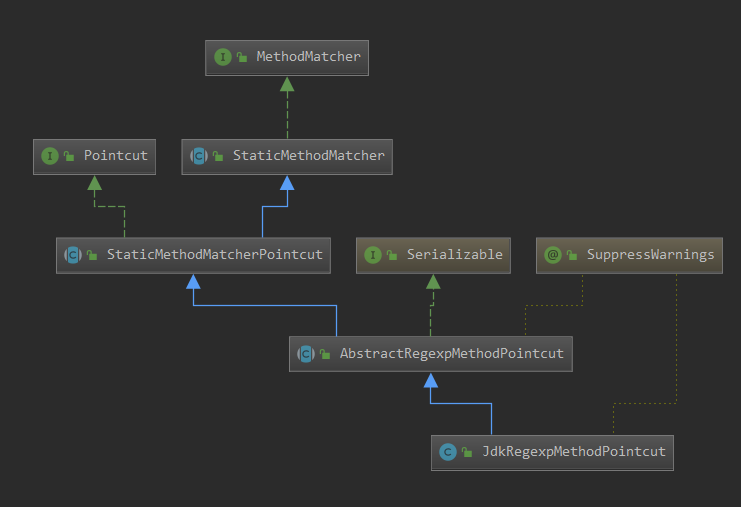 I MethodMatcher
I Pointcut
C StaticMethodMatcher
C StaticMethodMatcherPointcut
I Serializable
@ SuppressWarnings
C AbstractRegexpMethodPointcut
C JdkRegexpMethodPointcut